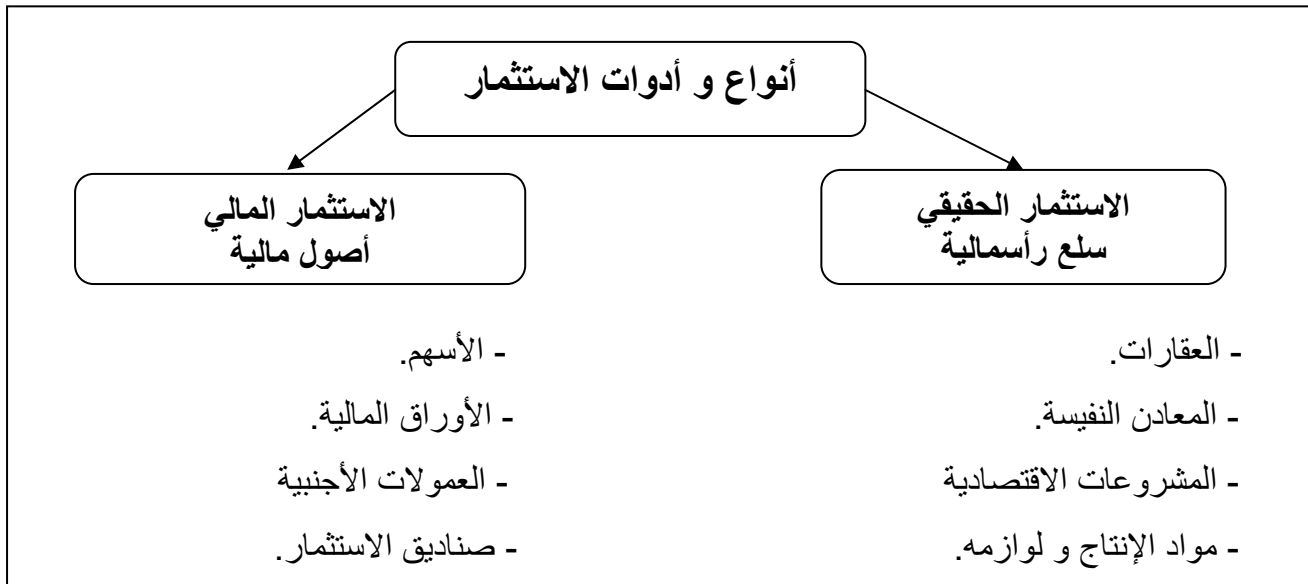 أنواع و أدوات الاستثمار
الاستثمار الحقيقي
سلع رأسمالية
- العقارات.
- المعادن النفيسة.
- المشروعات الاقتصادية
- مواد الإنتاج و لوازمه.
الاستثمار المالي
أصول مالية
- الأسهم.
- الأوراق المالية.
- العمولات الأجنبية
- صناديق الاستثمار.